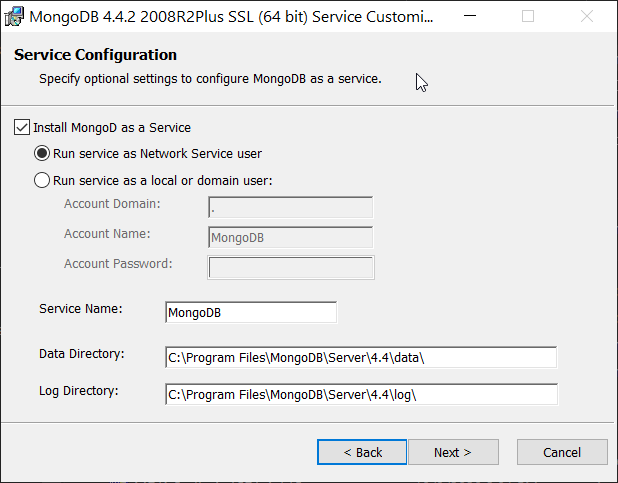 MongoDB 4.4.2 2008R2Plus SSL (64 bit) Service Customi...
Service Configuration
Specify optional settings to configure MongoDB as a service.
Install MongoD as a Service
Run service as Network Service user
Run service as a local or domain user:
Account Domain: .
Account Name: MongoDB
Account Password:
Service Name: MongoDB
Data Directory: C:\Program Files\MongoDB\Server\4.4\data\
Log Directory: C:\Program Files\MongoDB\Server\4.4\log\
< Back Next > Cancel